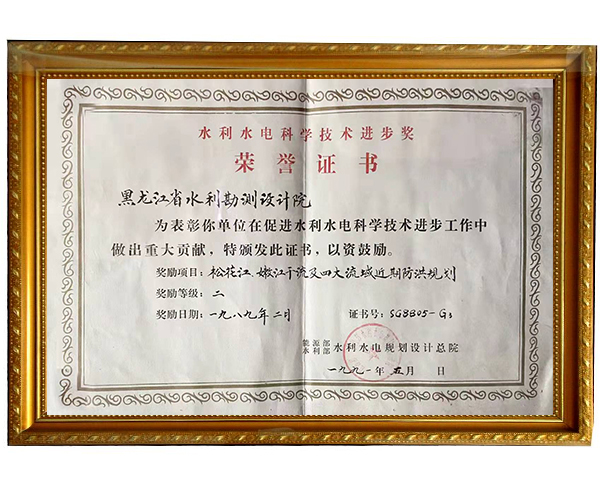 水利水电科学技术进步奖
荣誉证书
黑龙江省水利勘测设计院
为表彰你单位在促进水利水电科学技术进步工作中
做出重大贡献，特颁发此证书，以资鼓励。
奖励项目：松花江、嫩江干流及四大流域近期防洪规划
奖励等级：二
奖励日期：一九八九年二月 证书号：SG8805-G3
能源部
水利部 水利水电规划设计总院
一九九一年五月 日